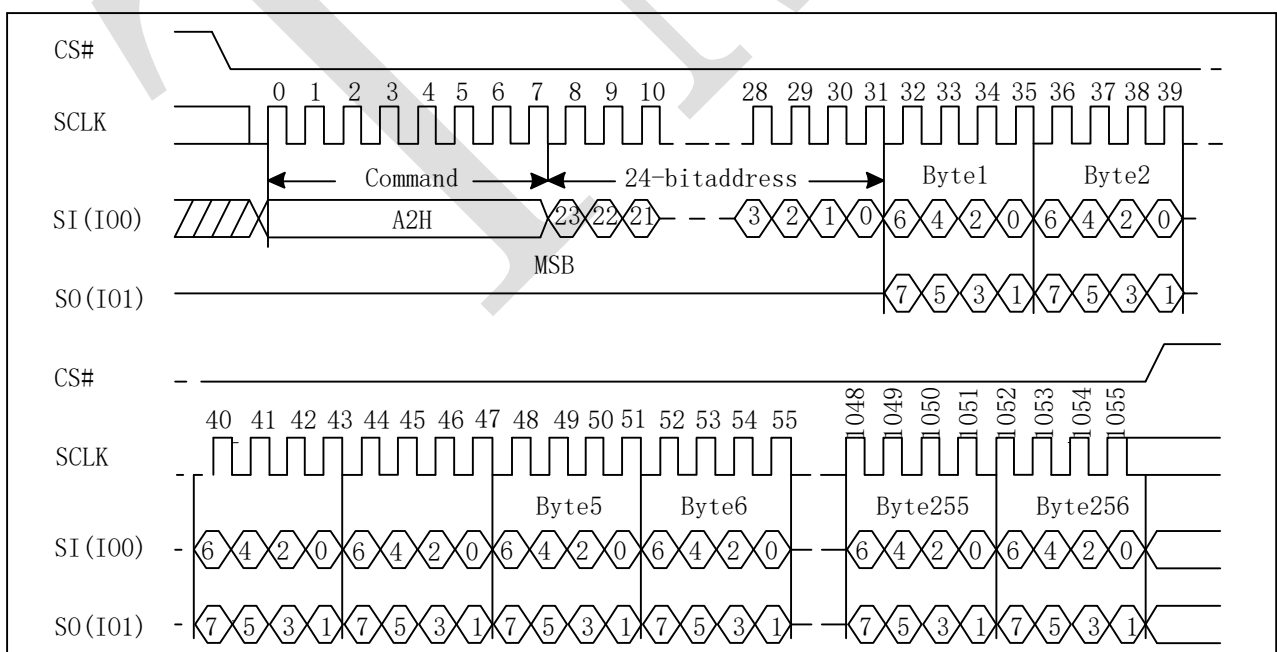 CS#
0 1 2 3 4 5 6 7 8 9 10 28 29 30 31 32 33 34 35 36 37 38 39
SCLK
Command 24-bitaddress Byte1 Byte2
SI(IO0) A2H 23 22 21 3 2 1 0 6 4 2 0 6 4 2 0
MSB
SO(IO1) 7 5 3 1 7 5 3 1
CS#
40 41 42 43 44 45 46 47 48 49 50 51 52 53 54 55 1048 1049 1050 1051 1052 1053 1054 1055
SCLK
Byte5 Byte6 Byte255 Byte256
SI(IO0) 6 4 2 0 6 4 2 0 6 4 2 0 6 4 2 0 6 4 2 0 6 4 2 0
SO(IO1) 7 5 3 1 7 5 3 1 7 5 3 1 7 5 3 1 7 5 3 1 7 5 3 1